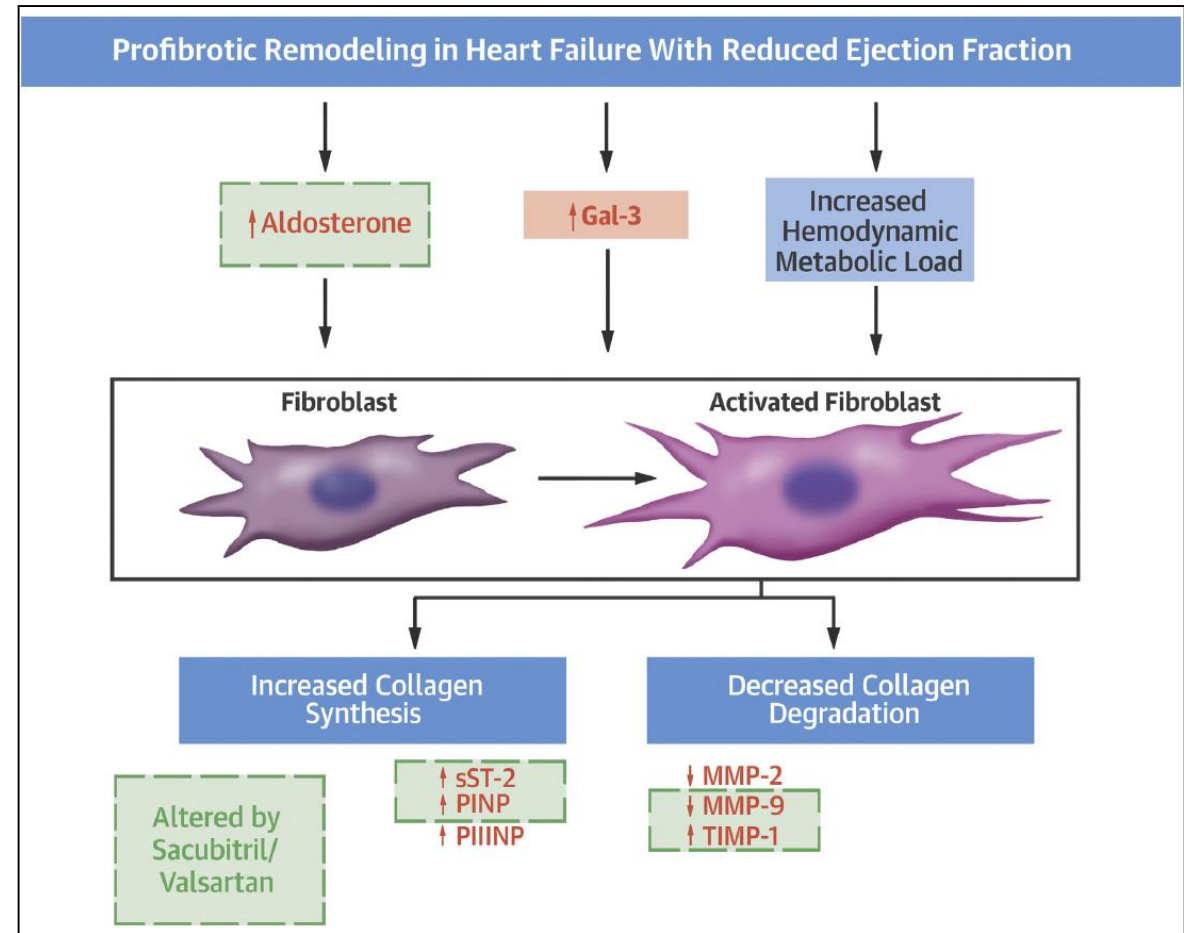 Profibrotic Remodeling in Heart Failure With Reduced Ejection Fraction
↑Aldosterone
↑Gal-3
Increased
Hemodynamic
Metabolic Load
Fibroblast
Activated Fibroblast
Increased Collagen
Synthesis
Decreased Collagen
Degradation
↑ sST-2
↑ PINP
↑ PIIINP
↓ MMP-2
↓ MMP-9
↑ TIMP-1
Altered by
Sacubitril/
Valsartan